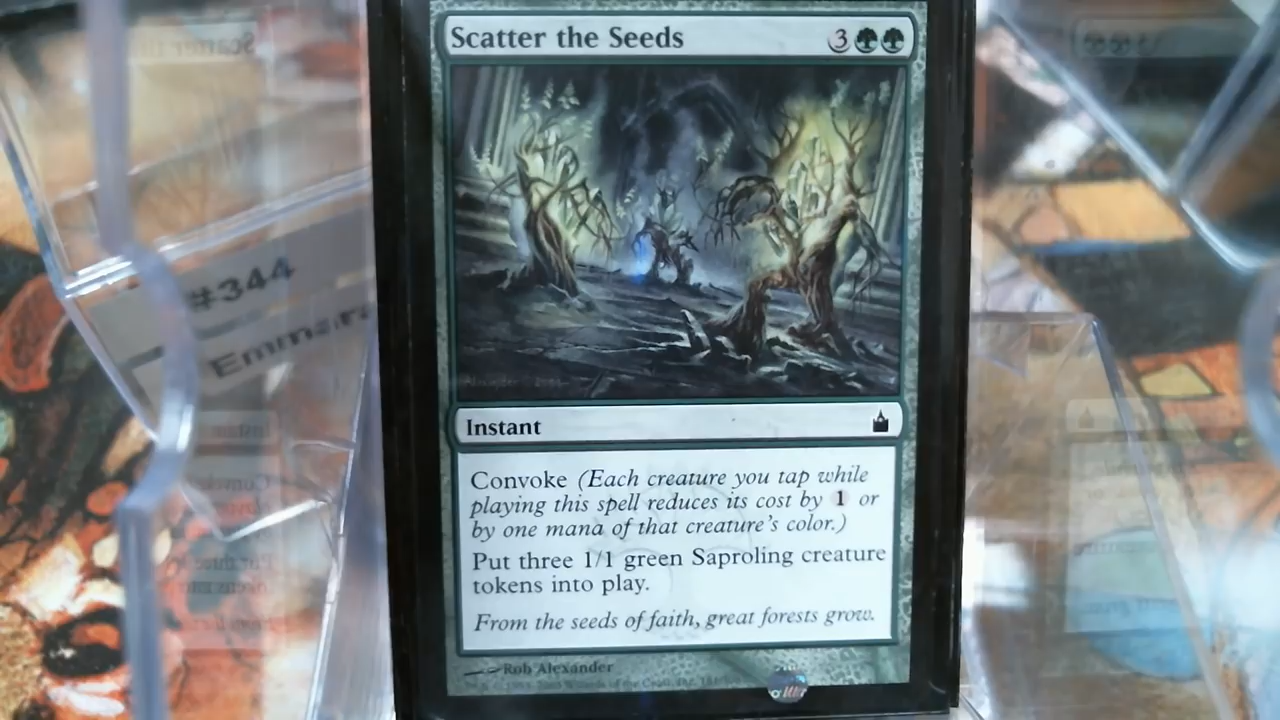 Scatter the Seeds 3
#344
Instant
Convoke (Each creature you tap while
playing this spell reduces its cost by 1 or
by one mana of that creature's color.)
Put three 1/1 green Saproling creature
tokens into play.
From the seeds of faith, great forests grow.
Rob Alexander